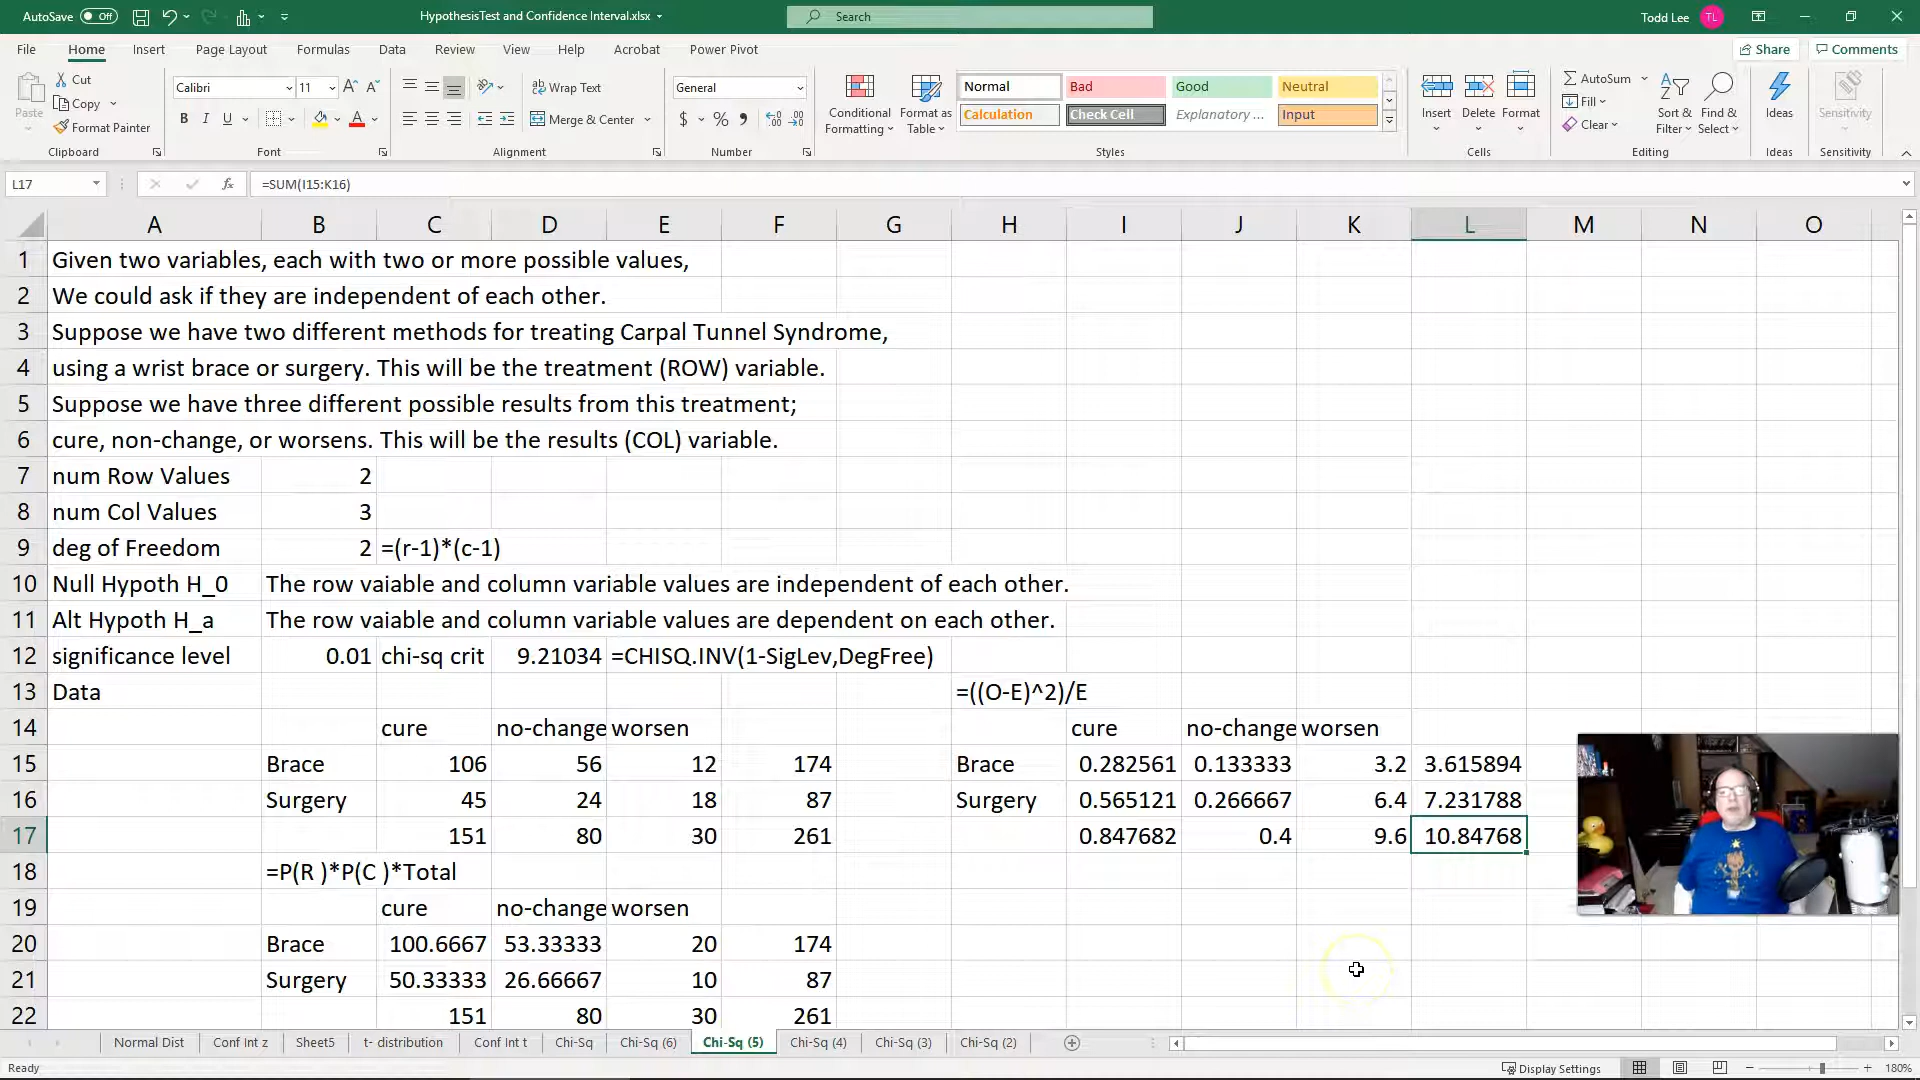 AutoSave Off HypothesisTest and Confidence Interval.xlsx Search Todd Lee TL
File Home Insert Page Layout Formulas Data Review View Help Acrobat Power Pivot Share Comments
Paste Cut Copy Format Painter Clipboard
Calibri 11 A A B I U A Font
Wrap Text Merge & Center Alignment
General $ % Number
Conditional Formatting Format as Table
Normal Bad Good Neutral
Calculation Check Cell Explanatory ... Input
Styles
Insert Delete Format Cells
AutoSum Fill Clear Sort & Filter Find & Select Editing
Ideas Ideas
Sensitivity Sensitivity
L17 fx =SUM(I15:K16)
A B C D E F G H I J K L M N O
1 Given two variables, each with two or more possible values,
2 We could ask if they are independent of each other.
3 Suppose we have two different methods for treating Carpal Tunnel Syndrome,
4 using a wrist brace or surgery. This will be the treatment (ROW) variable.
5 Suppose we have three different possible results from this treatment;
6 cure, non-change, or worsens. This will be the results (COL) variable.
7 num Row Values 2
8 num Col Values 3
9 deg of Freedom 2 =(r-1)*(c-1)
10 Null Hypoth H_0 The row vaiable and column variable values are independent of each other.
11 Alt Hypoth H_a The row vaiable and column variable values are dependent on each other.
12 significance level 0.01 chi-sq crit 9.21034 =CHISQ.INV(1-SigLev,DegFree)
13 Data =((O-E)^2)/E
14 cure no-change worsen cure no-change worsen
15 Brace 106 56 12 174 Brace 0.282561 0.133333 3.2 3.615894
16 Surgery 45 24 18 87 Surgery 0.565121 0.266667 6.4 7.231788
17 151 80 30 261 0.847682 0.4 9.6 10.84768
18 =P(R )*P(C )*Total
19 cure no-change worsen
20 Brace 100.6667 53.33333 20 174
21 Surgery 50.33333 26.66667 10 87
22 151 80 30 261
Normal Dist Conf Int z Sheet5 t- distribution Conf Int t Chi-Sq Chi-Sq (6) Chi-Sq (5) Chi-Sq (4) Chi-Sq (3) Chi-Sq (2)
Ready Display Settings 180%